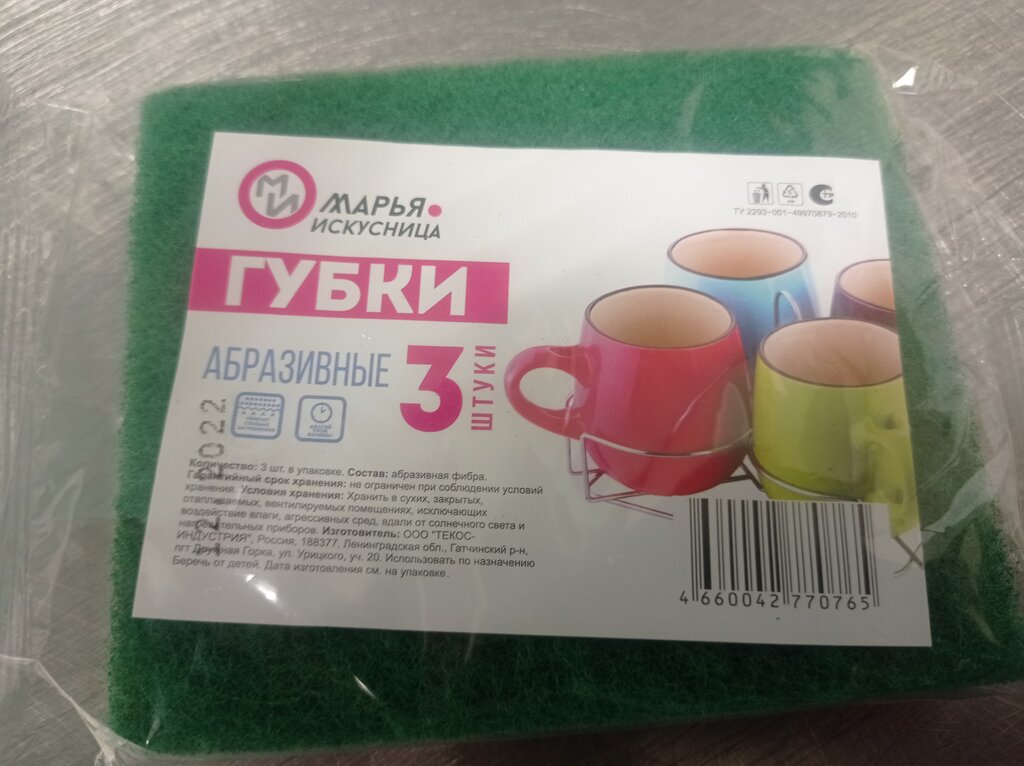 МИ
МАРЬЯ
ИСКУСНИЦА
ГУБКИ
АБРАЗИВНЫЕ
3
ШТУКИ
ТУ 2293-001-49970879-2010
12 2022
Количество: 3 шт. в упаковке. Состав: абразивная фибра.
Гарантийный срок хранения: не ограничен при соблюдении условий
хранения. Условия хранения: Хранить в сухих, закрытых,
отапливаемых, вентилируемых помещениях, исключающих
воздействие влаги, агрессивных сред, вдали от солнечного света и
нагревательных приборов. Изготовитель: ООО "ТЕКОС-
ИНДУСТРИЯ", Россия, 188377, Ленинградская обл., Гатчинский р-н,
пгт Дружная Горка, ул. Урицкого, уч. 20. Использовать по назначению
Беречь от детей. Дата изготовления см. на упаковке.
4 660042 770765